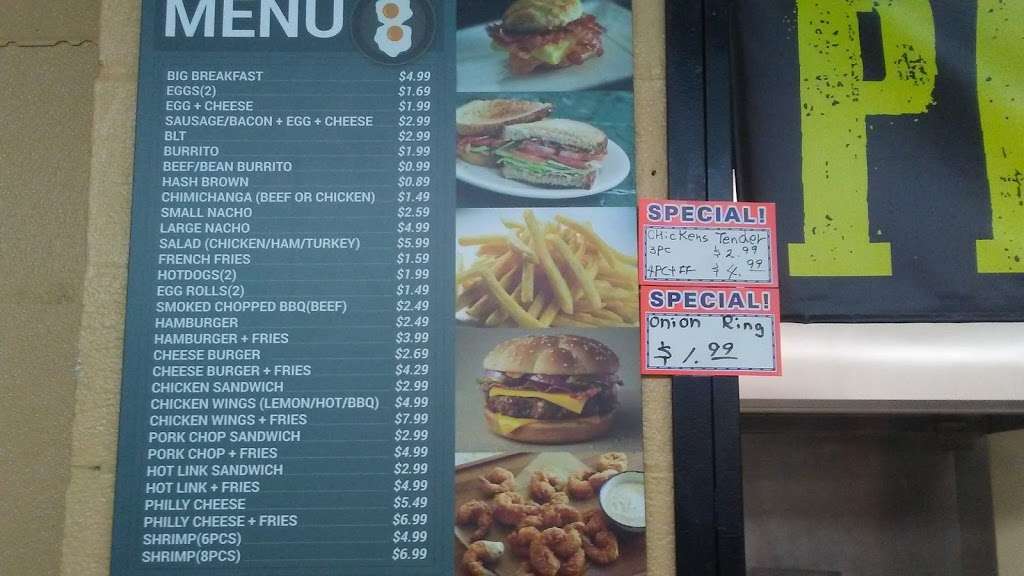 MENU
BIG BREAKFAST $4.99
EGGS(2) $1.69
EGG + CHEESE $1.99
SAUSAGE/BACON + EGG + CHEESE $2.99
BLT $2.99
BURRITO $1.99
BEEF/BEAN BURRITO $0.99
HASH BROWN $0.89
CHIMICHANGA (BEEF OR CHICKEN) $1.49
SMALL NACHO $2.59
LARGE NACHO $4.99
SALAD (CHICKEN/HAM/TURKEY) $5.99
FRENCH FRIES $1.59
HOTDOGS(2) $1.99
EGG ROLLS(2) $1.49
SMOKED CHOPPED BBQ(BEEF) $2.49
HAMBURGER $2.49
HAMBURGER + FRIES $3.99
CHEESE BURGER $2.69
CHEESE BURGER + FRIES $4.29
CHICKEN SANDWICH $2.99
CHICKEN WINGS (LEMON/HOT/BBQ) $4.99
CHICKEN WINGS + FRIES $7.99
PORK CHOP SANDWICH $2.99
PORK CHOP + FRIES $4.99
HOT LINK SANDWICH $2.99
HOT LINK + FRIES $4.99
PHILLY CHEESE $5.49
PHILLY CHEESE + FRIES $6.99
SHRIMP(6PCS) $4.99
SHRIMP(8PCS) $6.99
SPECIAL!
CHickens Tender
3PC $2.99
4PC+FF $4.99
SPECIAL!
Onion Ring
$1.99
P